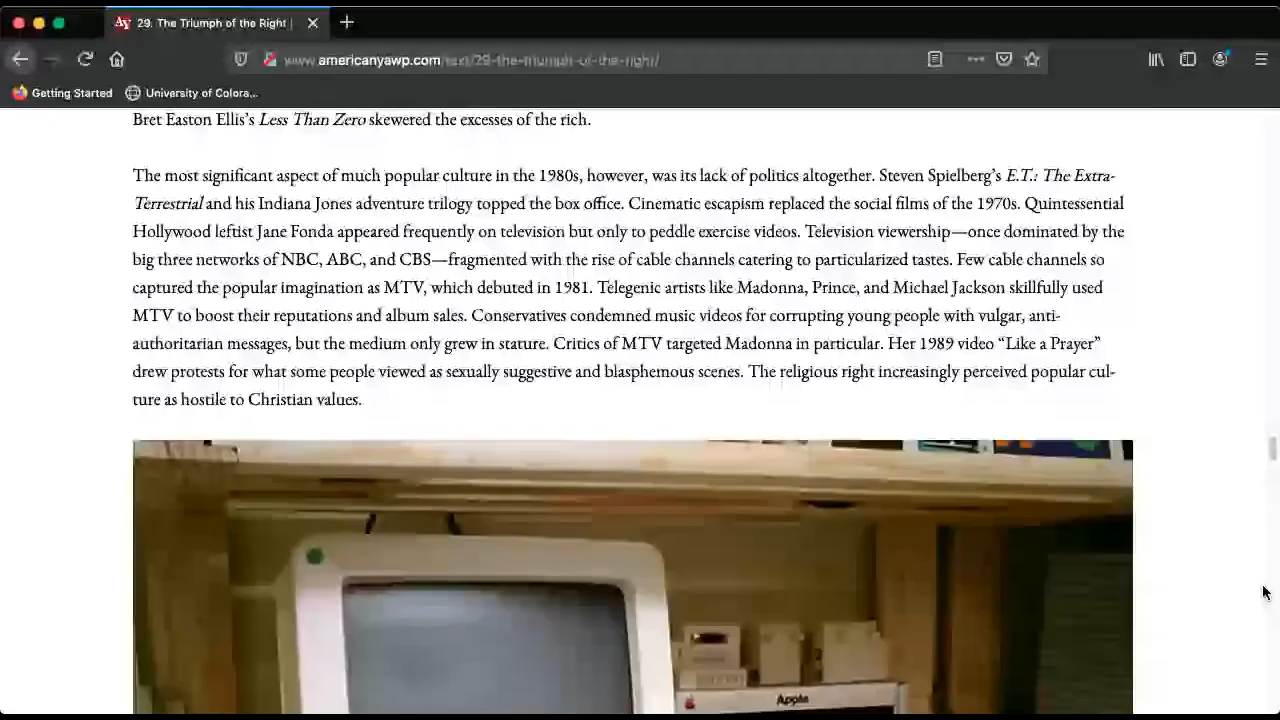 29. The Triumph of the Right |
www.americanyawp.com/text/29-the-triumph-of-the-right/
Getting Started
University of Colora...
Bret Easton Ellis’s Less Than Zero skewered the excesses of the rich.
The most significant aspect of much popular culture in the 1980s, however, was its lack of politics altogether. Steven Spielberg’s E.T.: The Extra-
Terrestrial and his Indiana Jones adventure trilogy topped the box office. Cinematic escapism replaced the social films of the 1970s. Quintessential
Hollywood leftist Jane Fonda appeared frequently on television but only to peddle exercise videos. Television viewership—once dominated by the
big three networks of NBC, ABC, and CBS—fragmented with the rise of cable channels catering to particularized tastes. Few cable channels so
captured the popular imagination as MTV, which debuted in 1981. Telegenic artists like Madonna, Prince, and Michael Jackson skillfully used
MTV to boost their reputations and album sales. Conservatives condemned music videos for corrupting young people with vulgar, anti-
authoritarian messages, but the medium only grew in stature. Critics of MTV targeted Madonna in particular. Her 1989 video “Like a Prayer”
drew protests for what some people viewed as sexually suggestive and blasphemous scenes. The religious right increasingly perceived popular cul-
ture as hostile to Christian values.
Apple